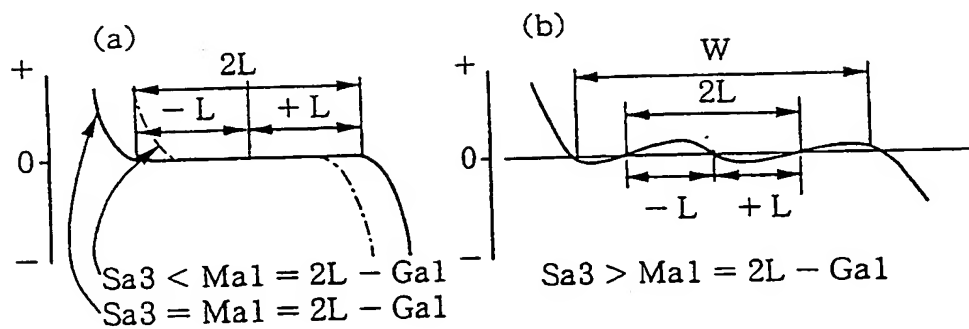 (a)
+
2L
- L
+ L
0
−
Sa3 < Ma1 = 2L − Ga1
Sa3 = Ma1 = 2L − Ga1
(b)
+
W
2L
0
− L
+ L
−
Sa3 > Ma1 = 2L − Ga1